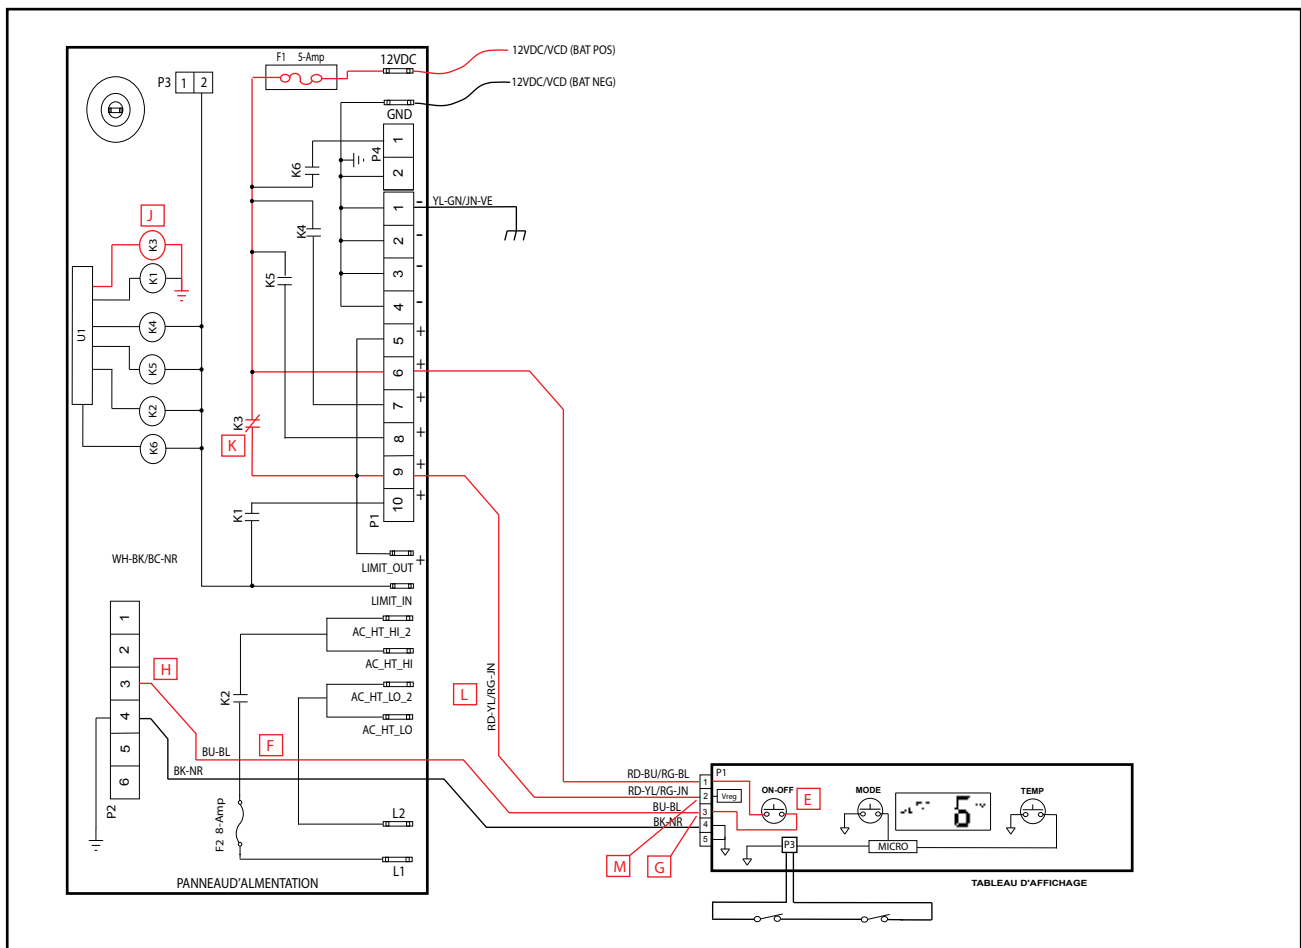 F1 5-Amp
12VDC
12VDC/VCD (BAT POS)
12VDC/VCD (BAT NEG)
P3 1 2
GND
K6
1
P4
2
J
K3
K1
K4
K5
K2
K6
U1
K4
K5
1 -
YL-GN/JN-VE
2 -
3 -
4 -
5 +
6 +
7 +
8 +
9 +
10 +
P1
K3
K
K1
WH-BK/BC-NR
LIMIT_OUT +
LIMIT_IN
AC_HT_HI_2
AC_HT_HI
AC_HT_LO_2
AC_HT_LO
1
2
3
4
5
6
P2
H
K2
F
BU-BL
BK-NR
L
RD-YL/RG-JN
F2 8-Amp
L2
L1
PANNEAUD'ALMENTATION
RD-BU/RG-BL
RD-YL/RG-JN
BU-BL
BK-NR
1
2
3
4
5
P1
Vreg
ON-OFF
E
MODE
6
TEMP
M
G
P3
MICRO
TABLEAU D'AFFICHAGE